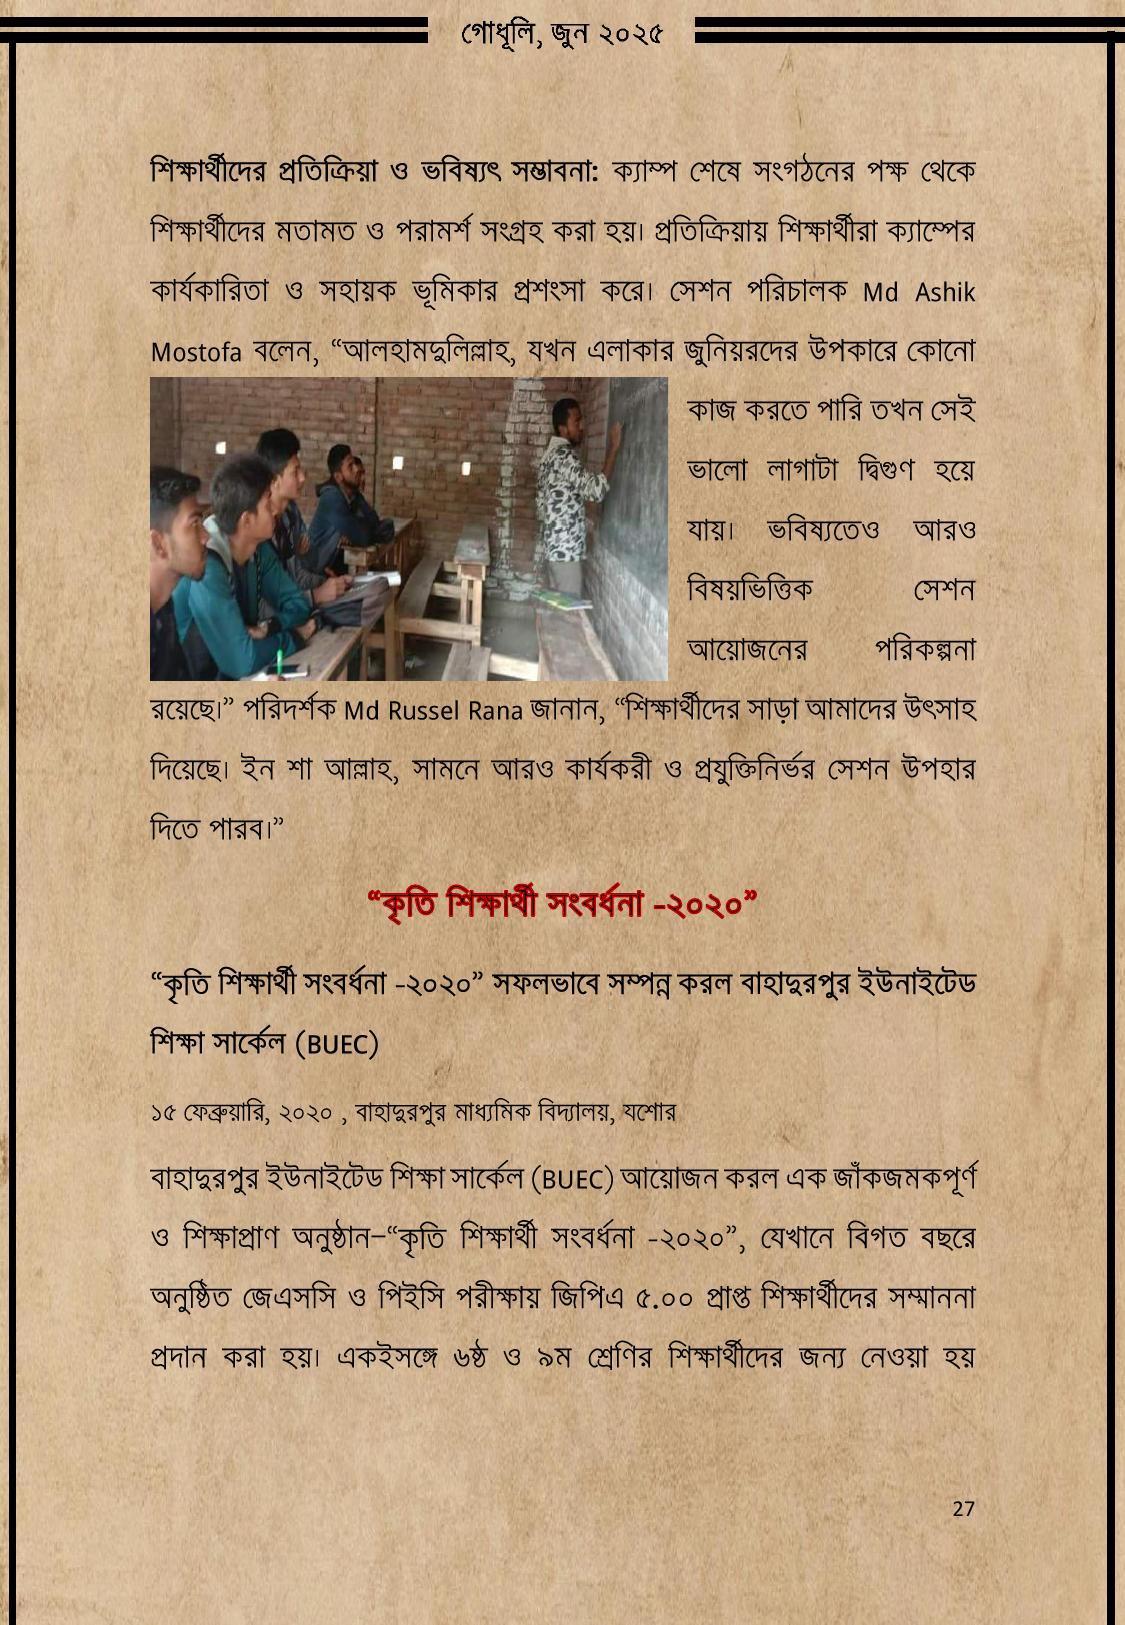 গোধূলি, জুন ২০২৫
শিক্ষার্থীদের প্রতিক্রিয়া ও ভবিষ্যৎ সম্ভাবনা: ক্যাম্প শেষে সংগঠনের পক্ষ থেকে
শিক্ষার্থীদের মতামত ও পরামর্শ সংগ্রহ করা হয়। প্রতিক্রিয়ায় শিক্ষার্থীরা ক্যাম্পের
কার্যকারিতা ও সহায়ক ভূমিকার প্রশংসা করে। সেশন পরিচালক Md Ashik
Mostofa বলেন, “আলহামদুলিল্লাহ, যখন এলাকার জুনিয়রদের উপকারে কোনো
কাজ করতে পারি তখন সেই
ভালো লাগাটা দ্বিগুণ হয়ে
যায়। ভবিষ্যতেও আরও
বিষয়ভিত্তিক সেশন
আয়োজনের পরিকল্পনা
রয়েছে।” পরিদর্শক Md Russel Rana জানান, “শিক্ষার্থীদের সাড়া আমাদের উৎসাহ
দিয়েছে। ইন শা আল্লাহ, সামনে আরও কার্যকরী ও প্রযুক্তিনির্ভর সেশন উপহার
দিতে পারব।”
“কৃতি শিক্ষার্থী সংবর্ধনা -২০২০”
“কৃতি শিক্ষার্থী সংবর্ধনা -২০২০” সফলভাবে সম্পন্ন করল বাহাদুরপুর ইউনাইটেড
শিক্ষা সার্কেল (BUEC)
১৫ ফেব্রুয়ারি, ২০২০ , বাহাদুরপুর মাধ্যমিক বিদ্যালয়, যশোর
বাহাদুরপুর ইউনাইটেড শিক্ষা সার্কেল (BUEC) আয়োজন করল এক জাঁকজমকপূর্ণ
ও শিক্ষাপ্রাণ অনুষ্ঠান–“কৃতি শিক্ষার্থী সংবর্ধনা -২০২০”, যেখানে বিগত বছরে
অনুষ্ঠিত জেএসসি ও পিইসি পরীক্ষায় জিপিএ ৫.০০ প্রাপ্ত শিক্ষার্থীদের সম্মাননা
প্রদান করা হয়। একইসঙ্গে ৬ষ্ঠ ও ৯ম শ্রেণির শিক্ষার্থীদের জন্য নেওয়া হয়
27